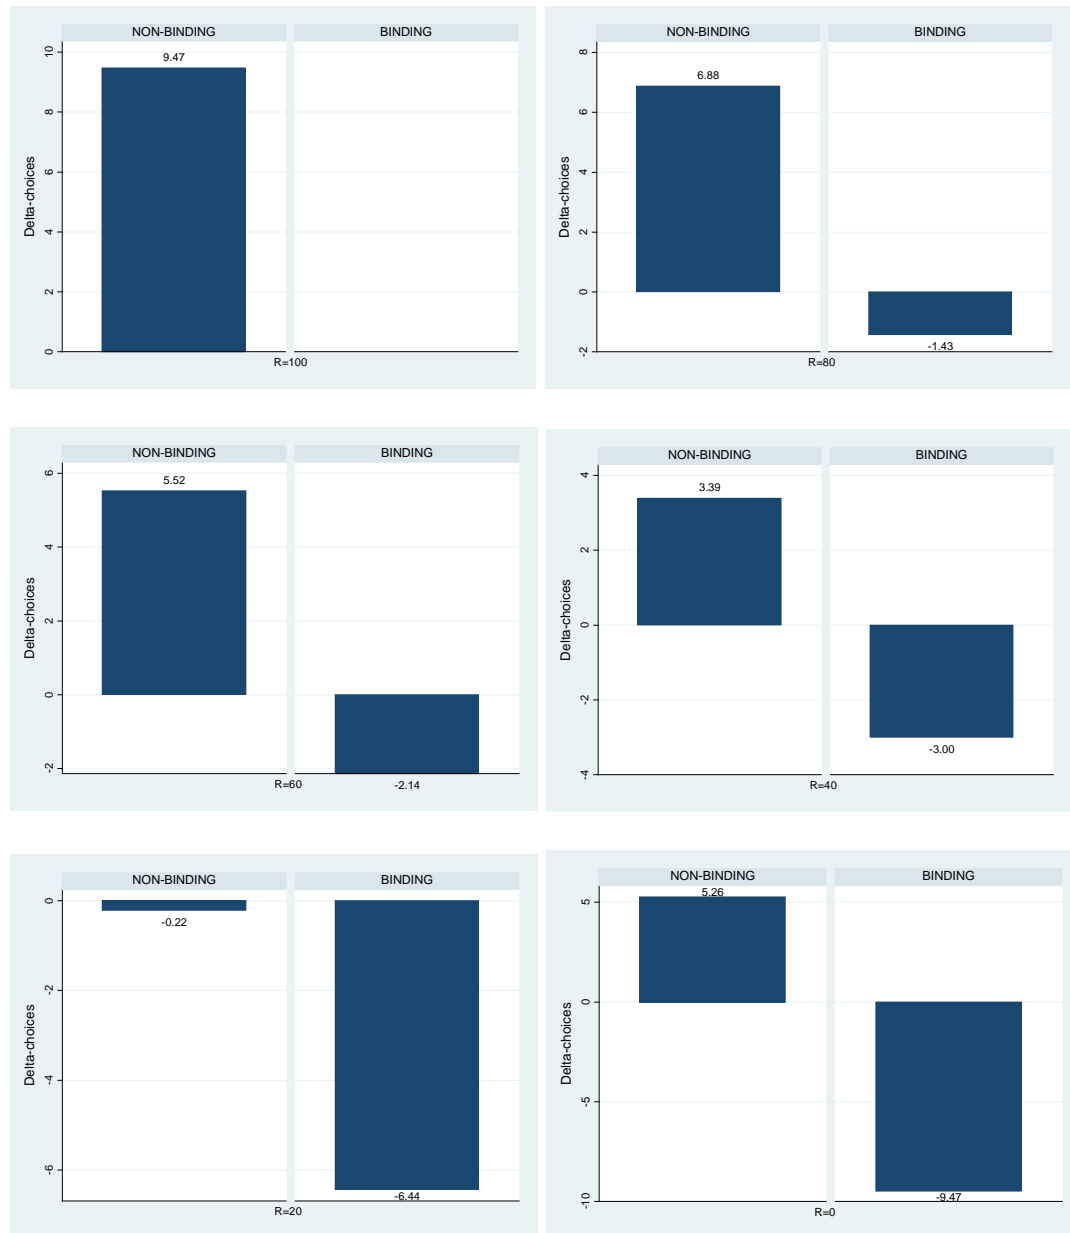 NON-BINDING BINDING
10
9.47
8
6
4
2
0
Delta-choices
R=100
NON-BINDING BINDING
8
6.88
6
4
2
0
-2
-1.43
Delta-choices
R=80
NON-BINDING BINDING
6
5.52
4
2
0
-2
-2.14
Delta-choices
R=60
NON-BINDING BINDING
4
3.39
2
0
-2
-3.00
-4
Delta-choices
R=40
NON-BINDING BINDING
0
-0.22
-2
-4
-6
-6.44
Delta-choices
R=20
NON-BINDING BINDING
5.26
5
0
-5
-10
-9.47
Delta-choices
R=0